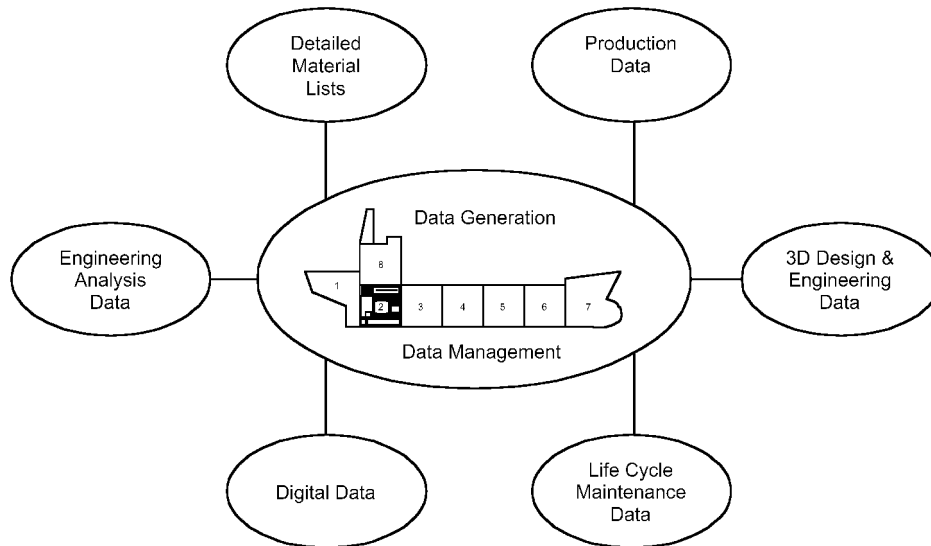 Detailed
Material
Lists
Production
Data
Data Generation
Engineering
Analysis
Data
3D Design &
Engineering
Data
8
1
2
3
4
5
6
7
Data Management
Digital Data
Life Cycle
Maintenance
Data